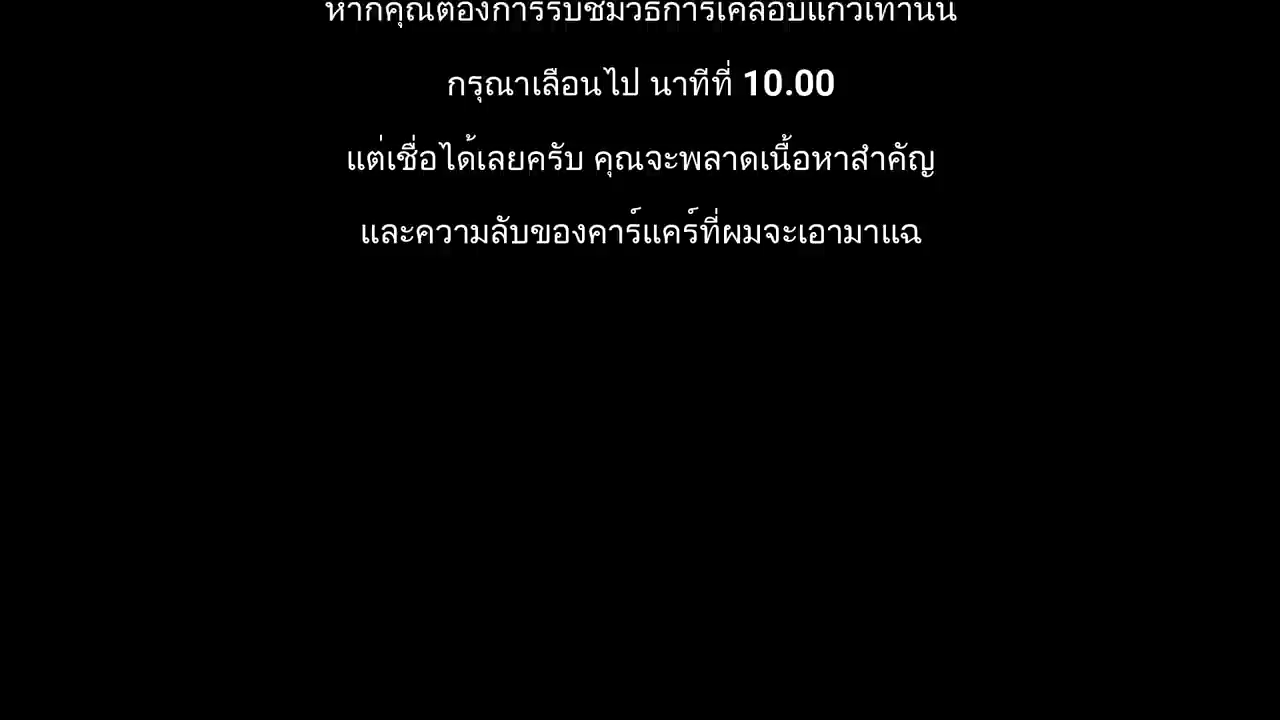 หากคุณต้องการรับชมวิธีการเคลือบแก้วเท่านั้น
กรุณาเลือนไป นาทีที่ 10.00
แต่เชื่อได้เลยครับ คุณจะพลาดเนื้อหาสำคัญ
และความลับของคาร์แคร์ที่ผมจะเอามาแฉ